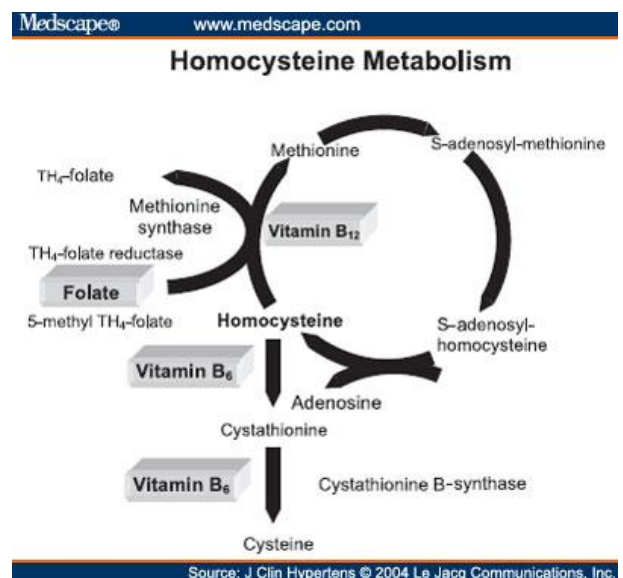 Medscape® www.medscape.com
Homocysteine Metabolism
Methionine
S-adenosyl-methionine
TH₄-folate
Methionine
synthase
Vitamin B₁₂
TH₄-folate reductase
Folate
5-methyl TH₄-folate
Homocysteine
S-adenosyl-
homocysteine
Vitamin B₆
Adenosine
Cystathionine
Vitamin B₆
Cystathionine B-synthase
Cysteine
Source: J Clin Hypertens © 2004 Le Jacq Communications, Inc.